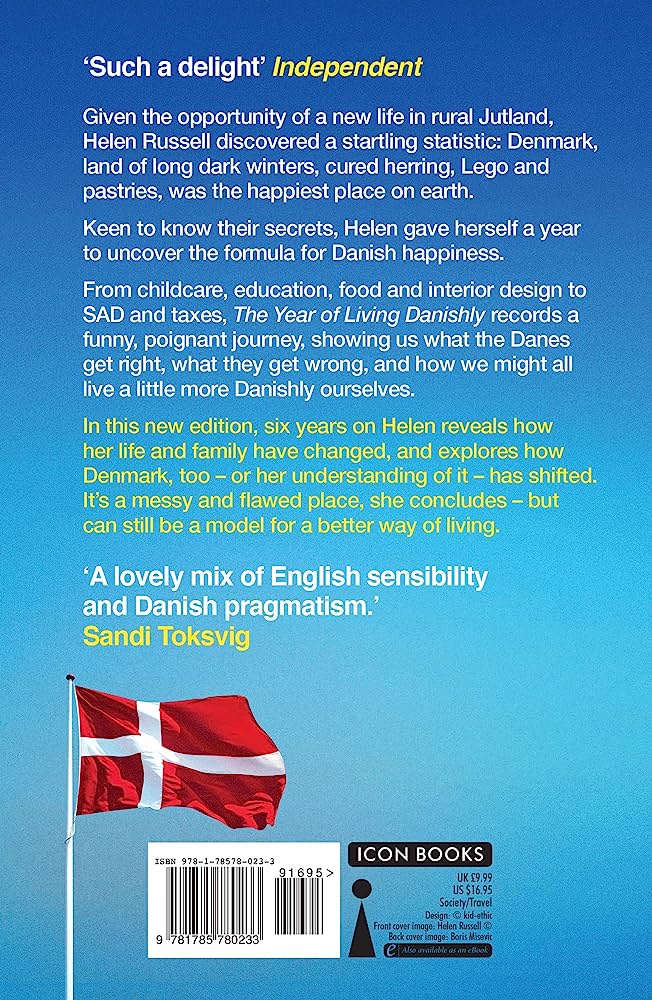 ‘Such a delight’ Independent
Given the opportunity of a new life in rural Jutland,
Helen Russell discovered a startling statistic: Denmark,
land of long dark winters, cured herring, Lego and
pastries, was the happiest place on earth.
Keen to know their secrets, Helen gave herself a year
to uncover the formula for Danish happiness.
From childcare, education, food and interior design to
SAD and taxes, The Year of Living Danishly records a
funny, poignant journey, showing us what the Danes
get right, what they get wrong, and how we might all
live a little more Danishly ourselves.
In this new edition, six years on Helen reveals how
her life and family have changed, and explores how
Denmark, too – or her understanding of it – has shifted.
It’s a messy and flawed place, she concludes – but
can still be a model for a better way of living.
‘A lovely mix of English sensibility
and Danish pragmatism.’
Sandi Toksvig
ISBN 978-1-78578-023-3
91695>
9 781785 780233
ICON BOOKS
UK £9.99
US $16.95
Society/Travel
Design: © kid-ethic
Front cover image: Helen Russell ©
Back cover image: Boris Misevic
e Also available as an eBook